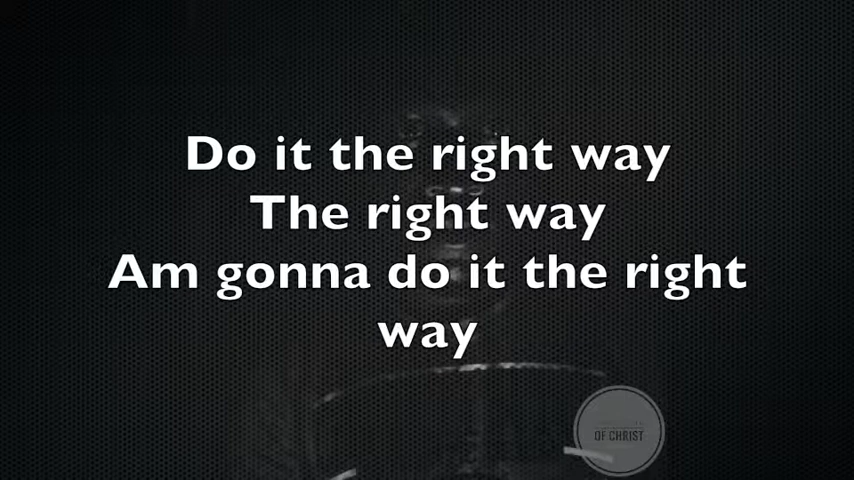 Do it the right way
The right way
Am gonna do it the right
way
OF CHRIST